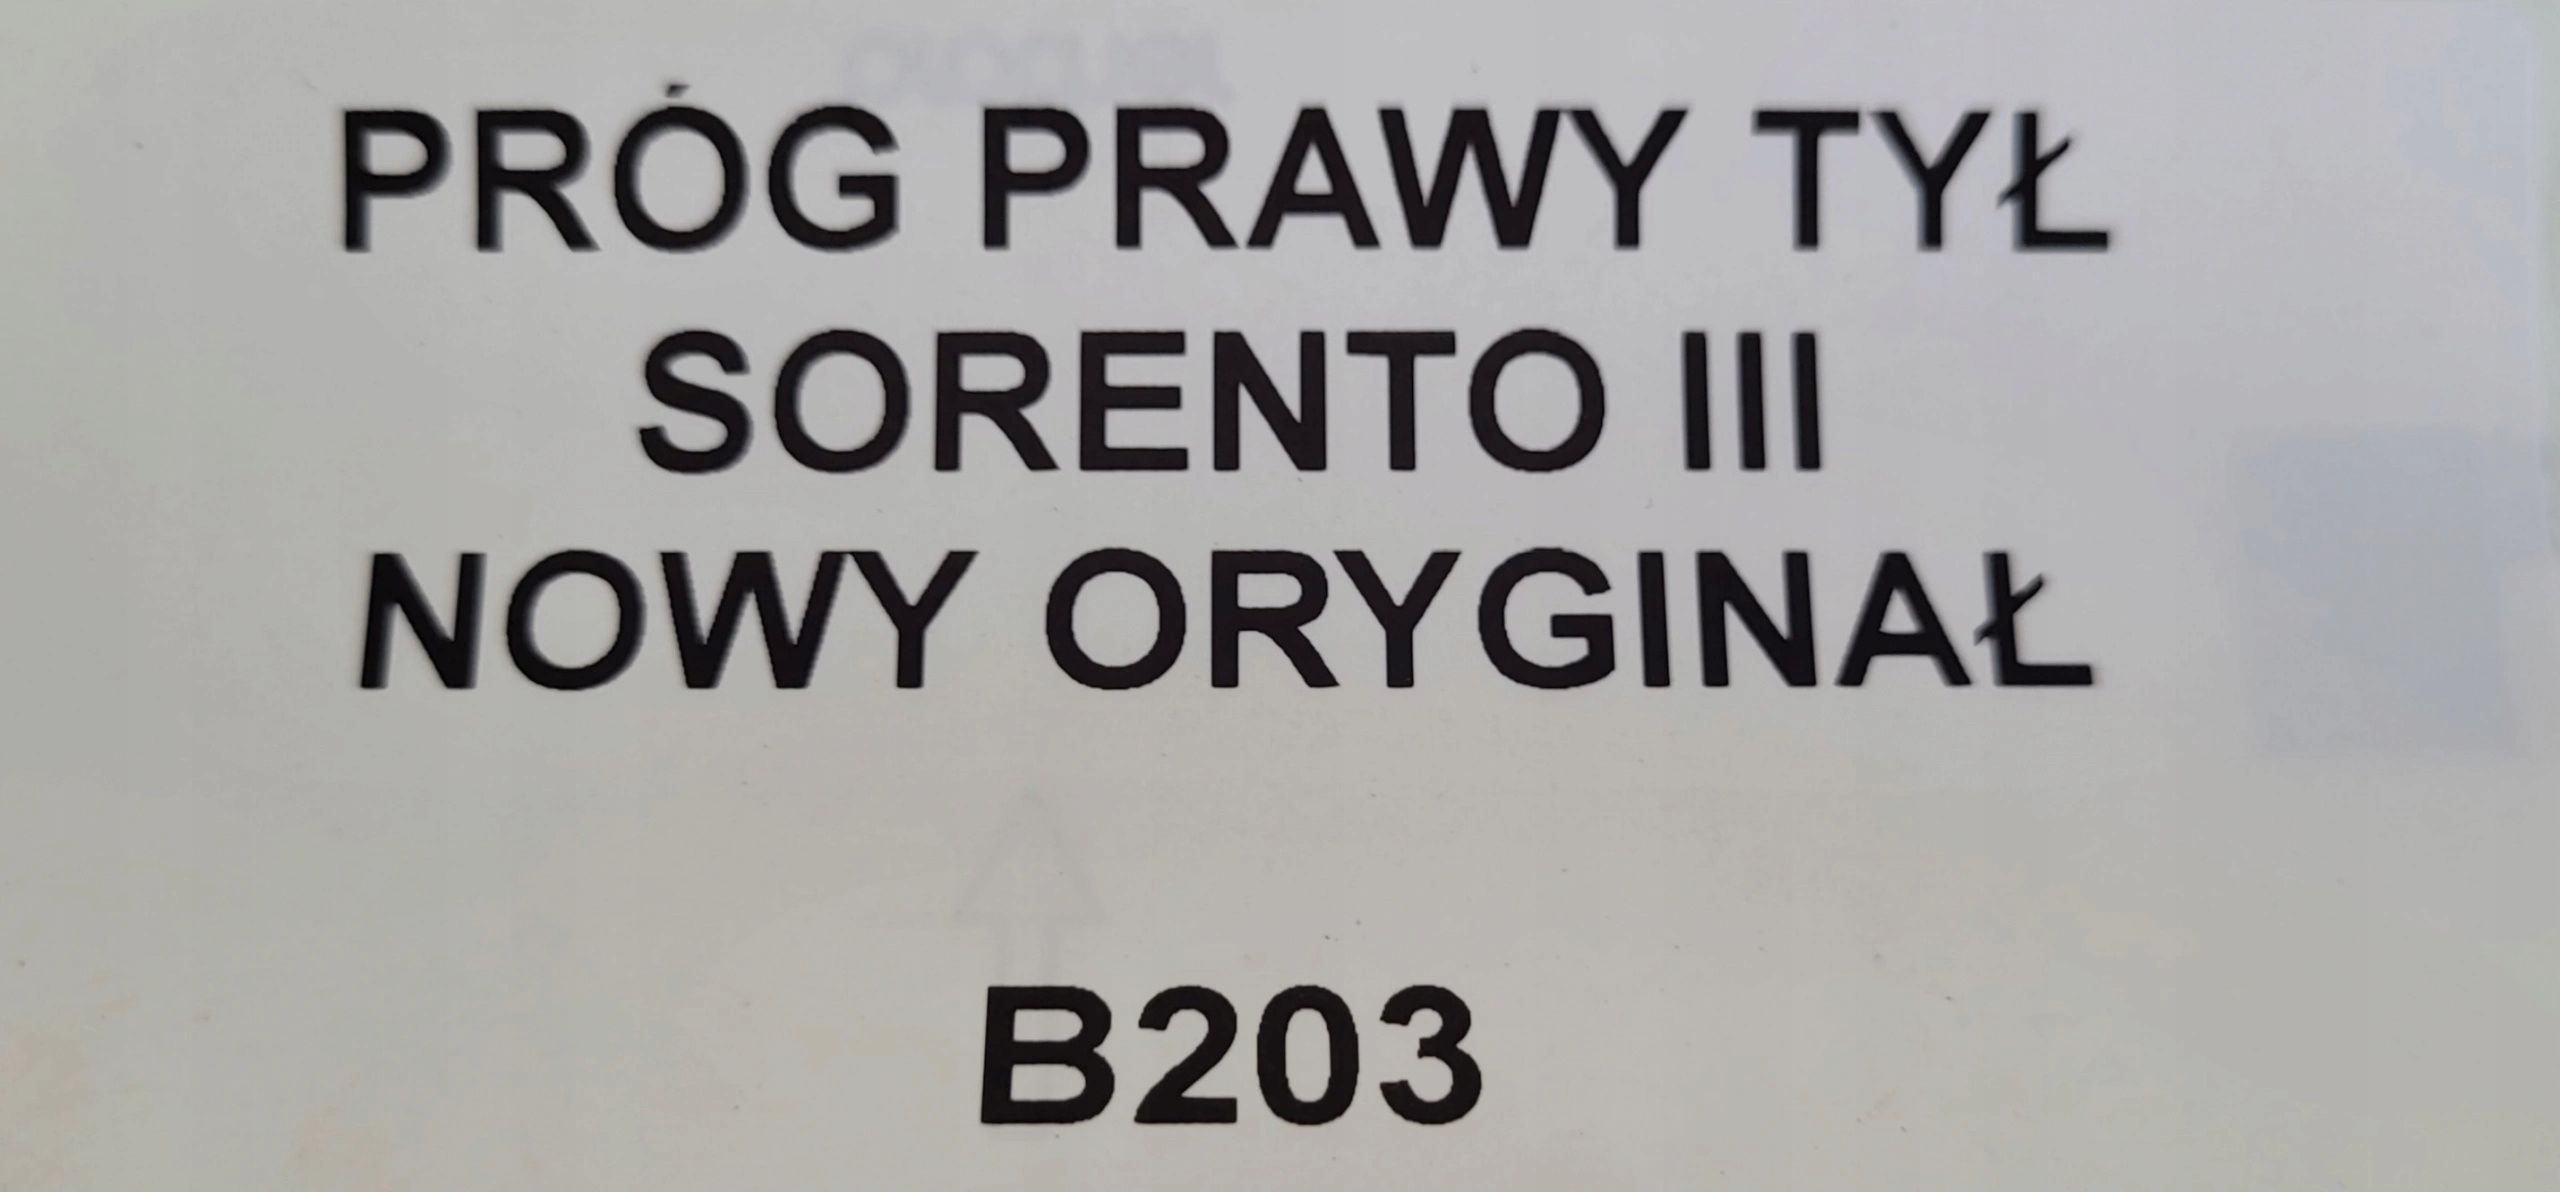 PRÓG PRAWY TYŁ
SORENTO III
NOWY ORYGINAŁ
B203